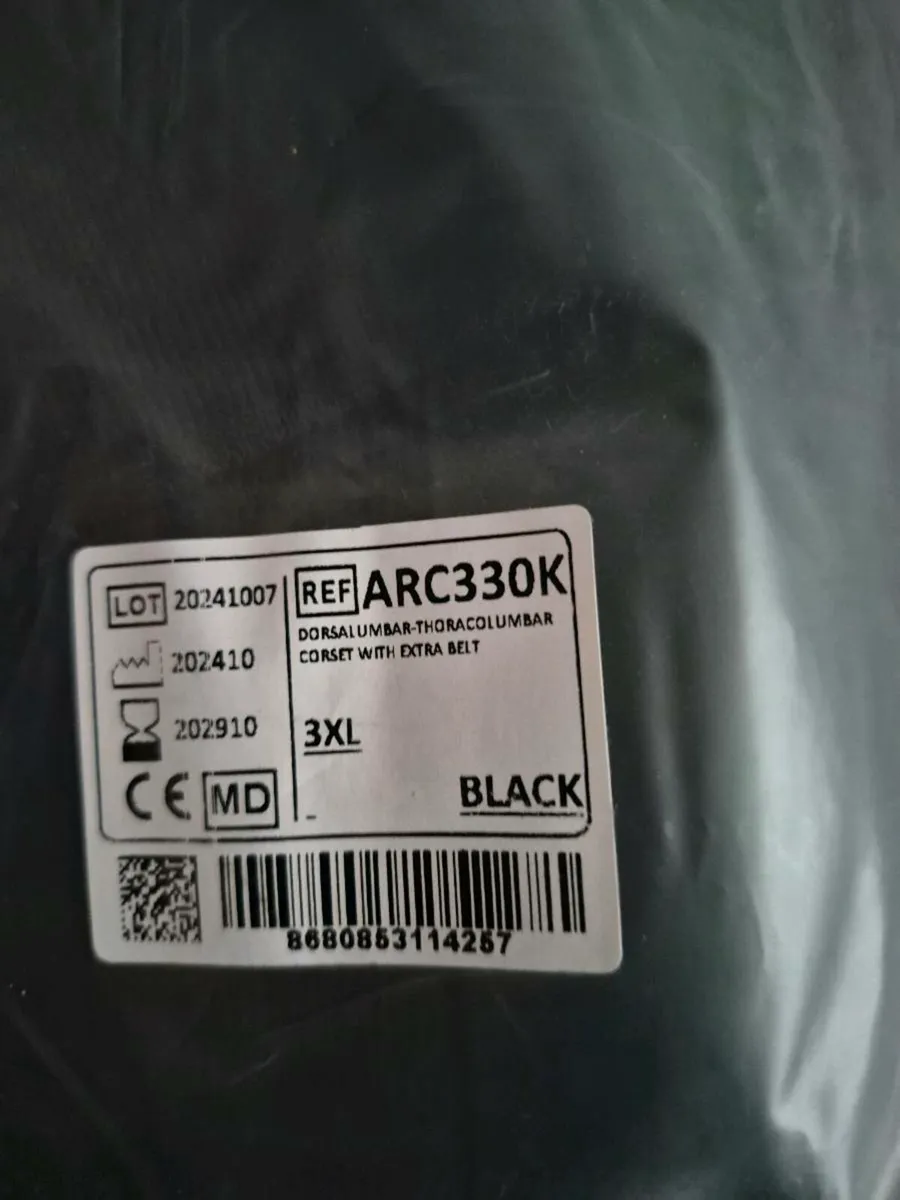 LOT 20241007
202410
202910
CE MD
REF ARC330K
DORSALUMBAR-THORACOLUMBAR
CORSET WITH EXTRA BELT
3XL
BLACK
8680853114257